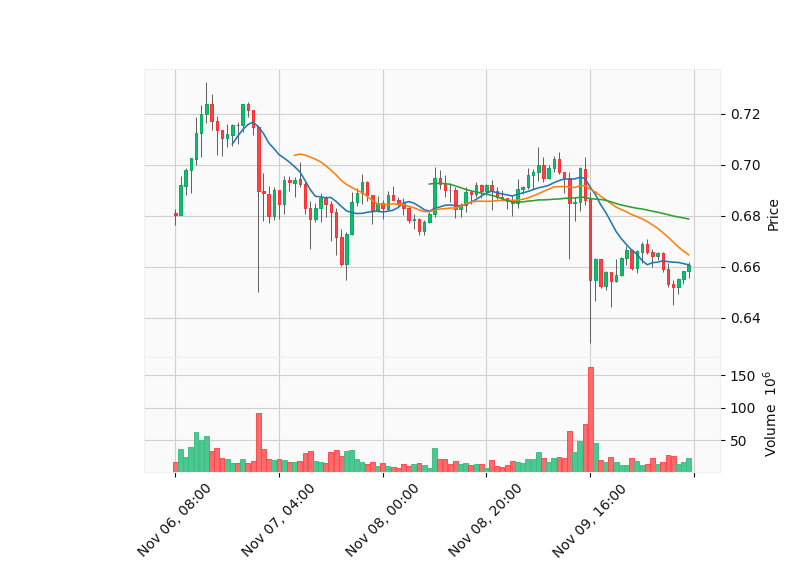 0.72
0.70
0.68
0.66
0.64
Price
150
100
50
Volume 10^6
Nov 06, 08:00
Nov 07, 04:00
Nov 08, 00:00
Nov 08, 20:00
Nov 09, 16:00